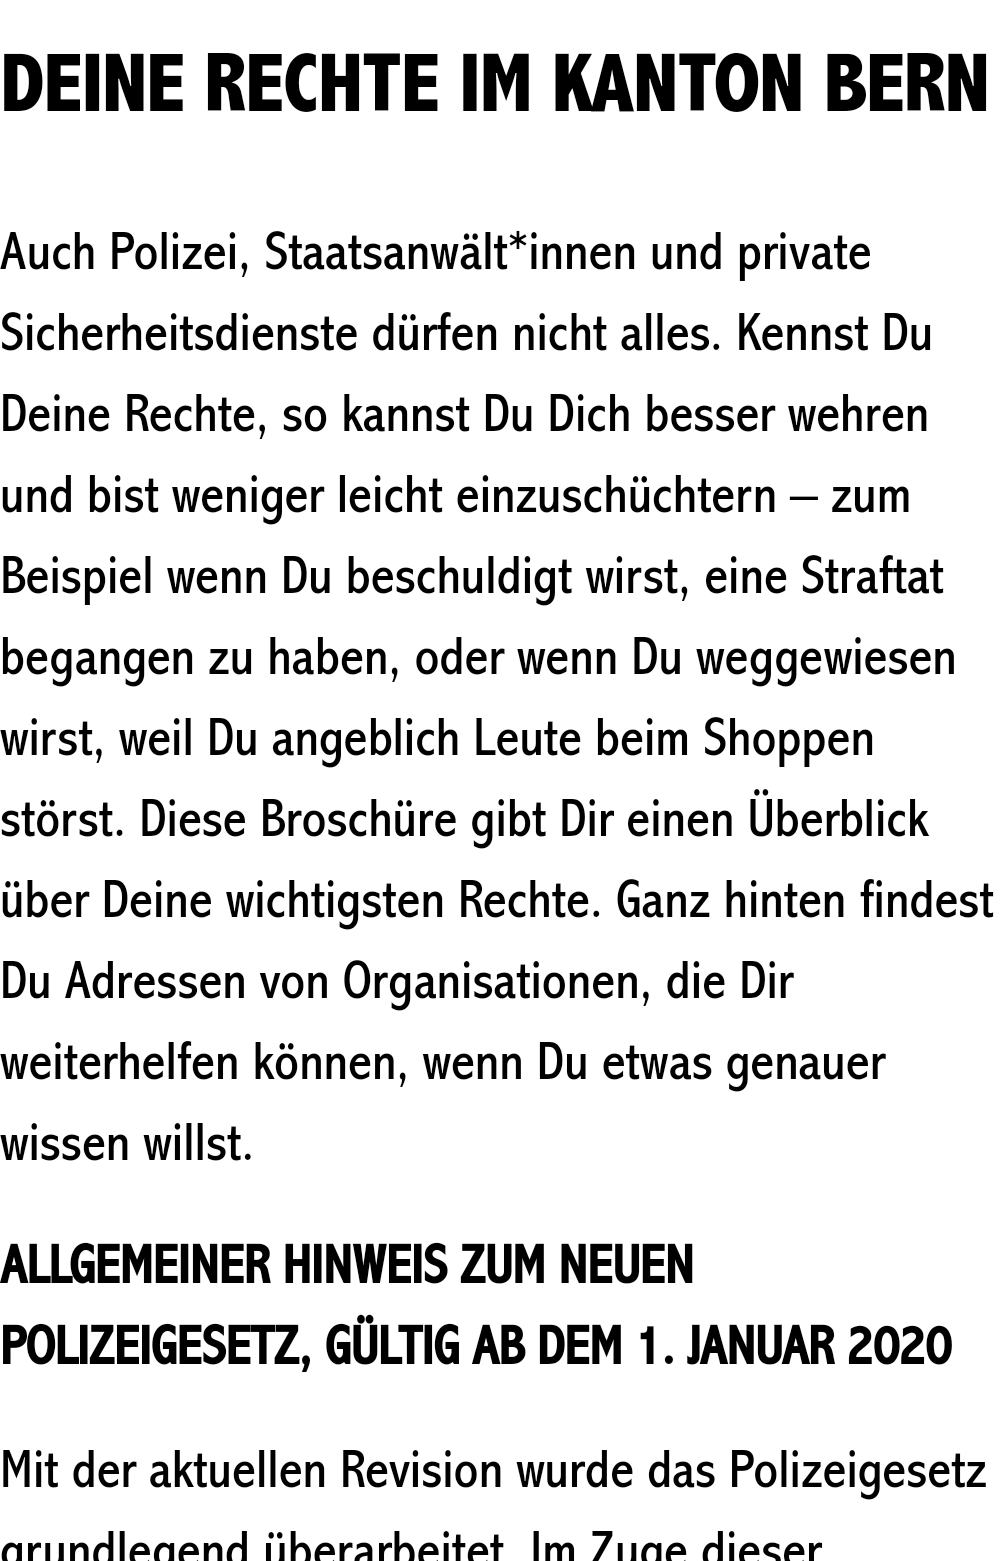 DEINE RECHTE IM KANTON BERN
Auch Polizei, Staatsanwält*innen und private
Sicherheitsdienste dürfen nicht alles. Kennst Du
Deine Rechte, so kannst Du Dich besser wehren
und bist weniger leicht einzuschüchtern – zum
Beispiel wenn Du beschuldigt wirst, eine Straftat
begangen zu haben, oder wenn Du weggewiesen
wirst, weil Du angeblich Leute beim Shoppen
störst. Diese Broschüre gibt Dir einen Überblick
über Deine wichtigsten Rechte. Ganz hinten findest
Du Adressen von Organisationen, die Dir
weiterhelfen können, wenn Du etwas genauer
wissen willst.
ALLGEMEINER HINWEIS ZUM NEUEN
POLIZEIGESETZ, GÜLTIG AB DEM 1. JANUAR 2020
Mit der aktuellen Revision wurde das Polizeigesetz
grundlegend überarbeitet. Im Zuge dieser